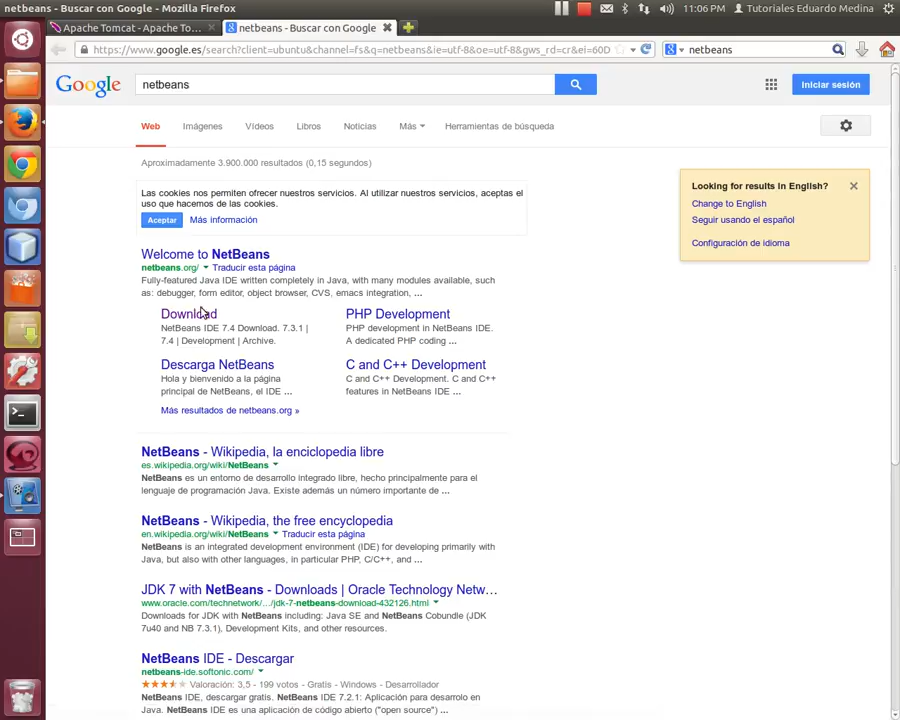 netbeans - Buscar con Google - Mozilla Firefox
11:06 PM
Tutoriales Eduardo Medina
Apache Tomcat - Apache To...
netbeans - Buscar con Google
https://www.google.es/search?client=ubuntu&channel=fs&q=netbeans&ie=utf-8&oe=utf-8&gws_rd=cr&ei=60D
netbeans
Google
netbeans
Iniciar sesión
Web
Imágenes
Vídeos
Libros
Noticias
Más
Herramientas de búsqueda
Aproximadamente 3.900.000 resultados (0,15 segundos)
Las cookies nos permiten ofrecer nuestros servicios. Al utilizar nuestros servicios, aceptas el
uso que hacemos de las cookies.
Aceptar
Más información
Looking for results in English?
Change to English
Seguir usando el español
Configuración de idioma
Welcome to NetBeans
netbeans.org/ Traducir esta página
Fully-featured Java IDE written completely in Java, with many modules available, such
as: debugger, form editor, object browser, CVS, emacs integration, ...
Download
NetBeans IDE 7.4 Download. 7.3.1 |
7.4 | Development | Archive.
PHP Development
PHP development in NetBeans IDE.
A dedicated PHP coding ...
Descarga NetBeans
Hola y bienvenido a la página
principal de NetBeans, el IDE ...
C and C++ Development
C and C++ Development. C and C++
features in NetBeans IDE ...
Más resultados de netbeans.org »
NetBeans - Wikipedia, la enciclopedia libre
es.wikipedia.org/wiki/NetBeans
NetBeans es un entorno de desarrollo integrado libre, hecho principalmente para el
lenguaje de programación Java. Existe además un número importante de ...
NetBeans - Wikipedia, the free encyclopedia
en.wikipedia.org/wiki/NetBeans Traducir esta página
NetBeans is an integrated development environment (IDE) for developing primarily with
Java, but also with other languages, in particular PHP, C/C++, and ...
JDK 7 with NetBeans - Downloads | Oracle Technology Netw...
www.oracle.com/technetwork/.../jdk-7-netbeans-download-432126.html
Downloads for JDK with NetBeans including: Java SE and NetBeans Cobundle (JDK
7u40 and NB 7.3.1), Development Kits, and other resources.
NetBeans IDE - Descargar
netbeans-ide.softonic.com/
Valoración: 3,5 - 199 votos - Gratis - Windows - Desarrollador
NetBeans IDE, descargar gratis. NetBeans IDE 7.2.1: Aplicación para desarrolo en
Java. NetBeans IDE es una aplicación de código abierto ("open source") ...